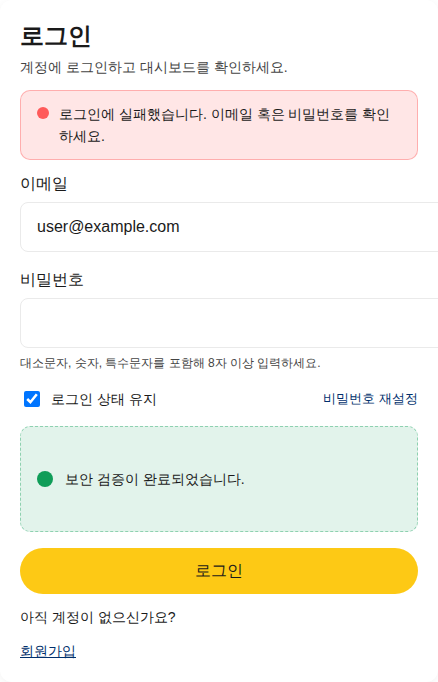 로그인
계정에 로그인하고 대시보드를 확인하세요.
로그인에 실패했습니다. 이메일 혹은 비밀번호를 확인
하세요.
이메일
user@example.com
비밀번호
대소문자, 숫자, 특수문자를 포함해 8자 이상 입력하세요.
로그인 상태 유지
비밀번호 재설정
보안 검증이 완료되었습니다.
로그인
아직 계정이 없으신가요?
회원가입